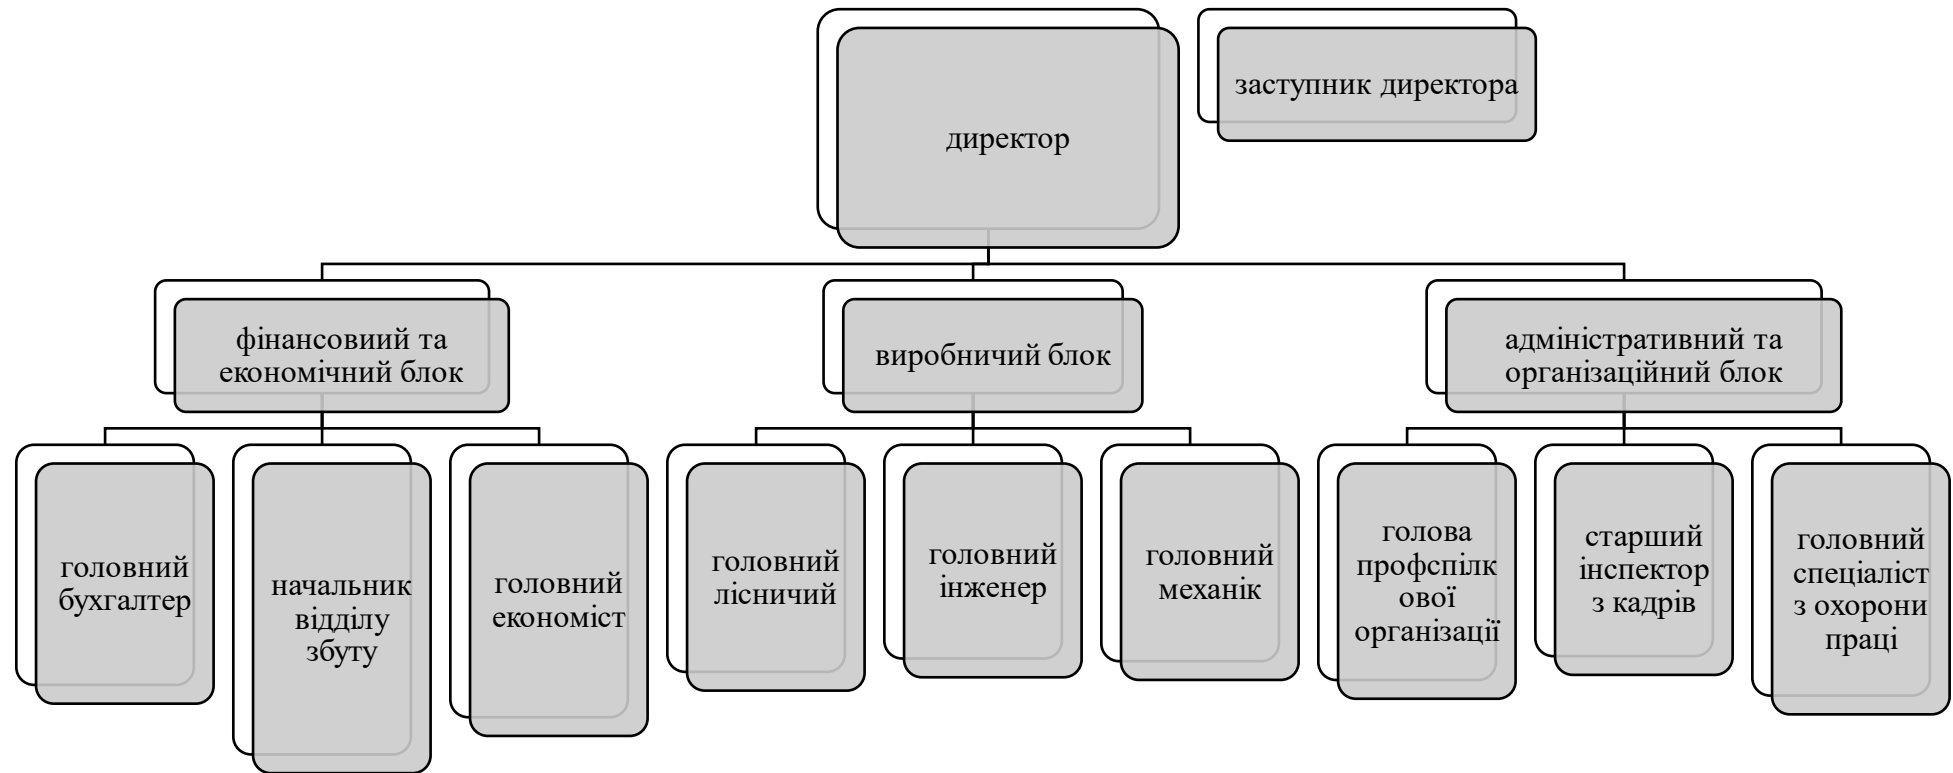 директор
заступник директора
фінансовиий та
економічний блок
виробничий блок
адміністративний та
організаційний блок
головний
бухгалтер
начальник
відділу
збуту
головний
економіст
головний
лісничий
головний
інженер
головний
механік
голова
профспілк
ової
організації
старший
інспектор
з кадрів
головний
спеціаліст
з охорони
праці